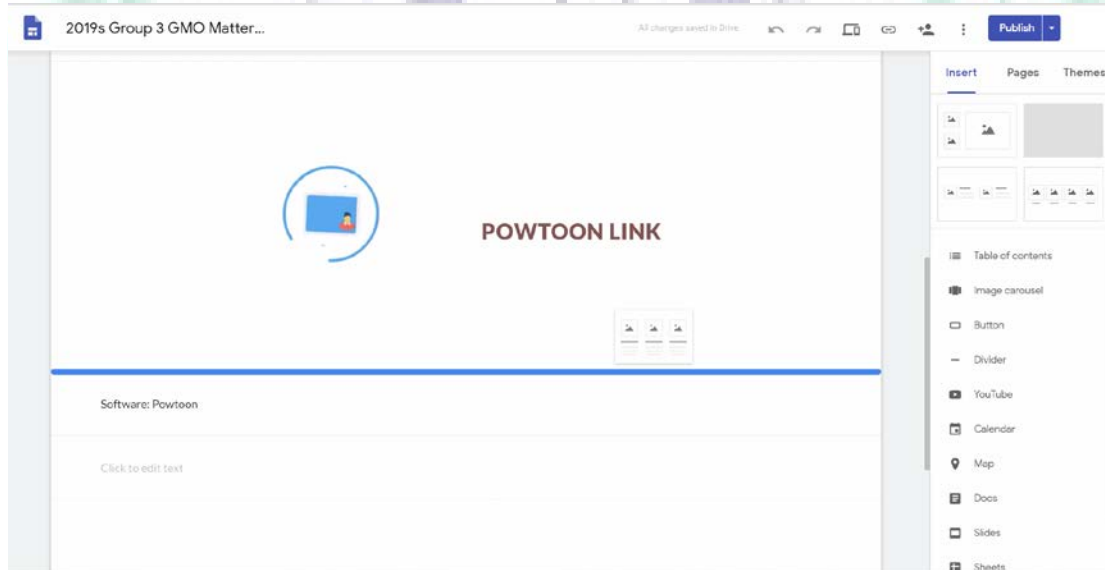 2019s Group 3 GMO Matter...
All changes saved in Drive
Publish
Insert Pages Themes
POWTOON LINK
Software: Powtoon
Click to edit text
Table of contents
Image carousel
Button
Divider
YouTube
Calendar
Map
Docs
Slides
Sheets